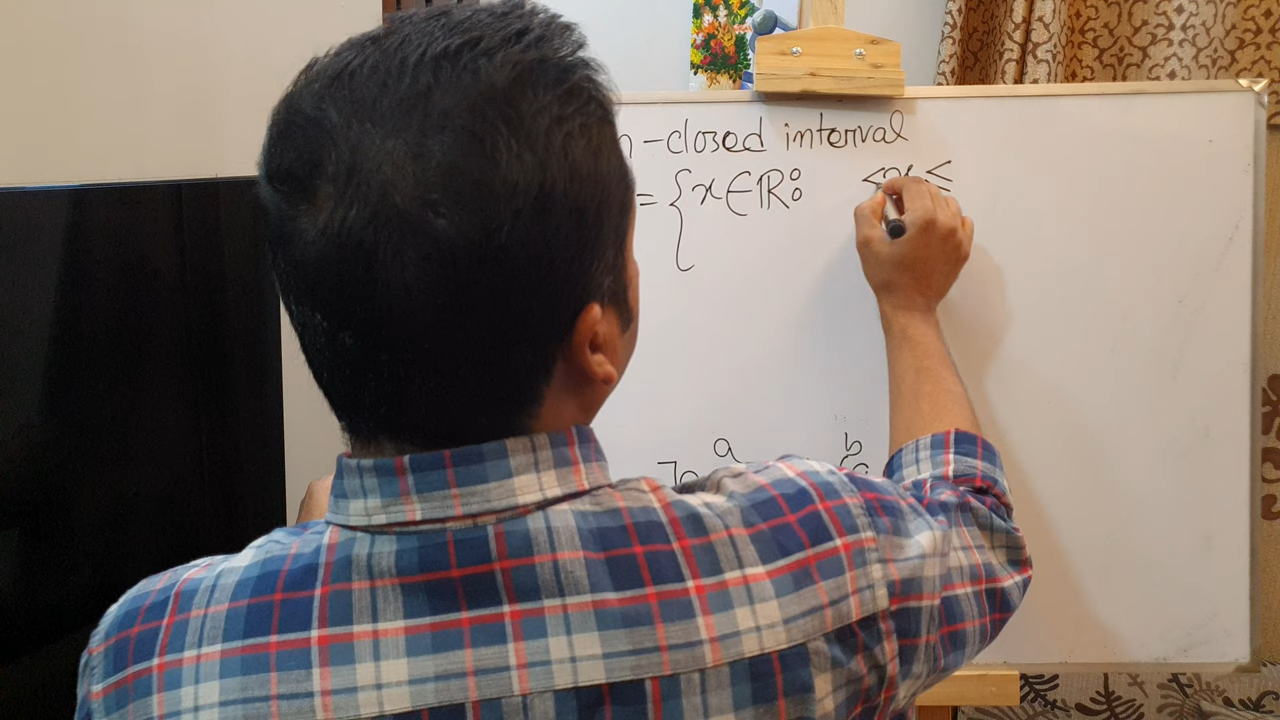 n-closed interval
= {x∈ℝ: <x ≤
a b